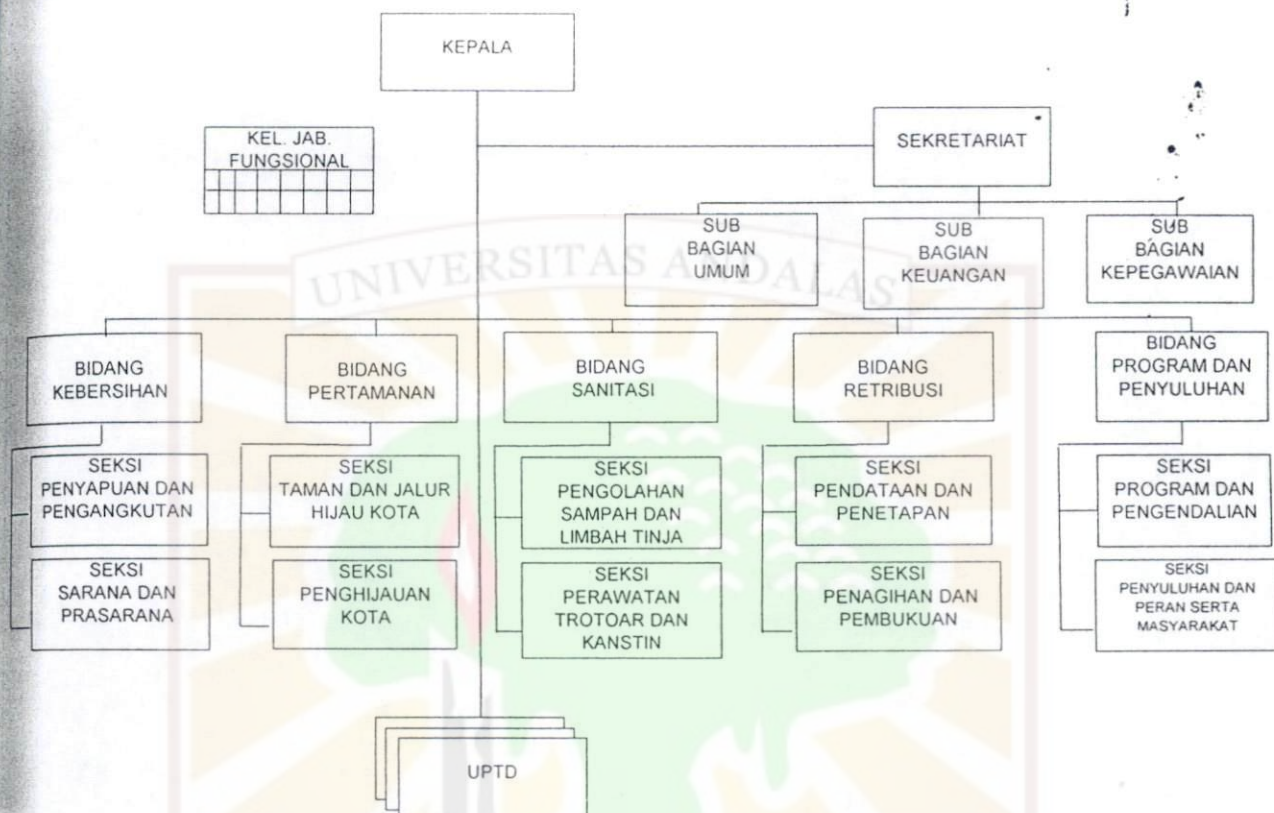 KEPALA
KEL. JAB.
FUNGSIONAL
SEKRETARIAT
SUB
BAGIAN
UMUM
SUB
BAGIAN
KEUANGAN
SUB
BAGIAN
KEPEGAWAIAN
UNIVERSITAS ANDALAS
BIDANG
KEBERSIHAN
BIDANG
PERTAMANAN
BIDANG
SANITASI
BIDANG
RETRIBUSI
BIDANG
PROGRAM DAN
PENYULUHAN
SEKSI
PENYAPUAN DAN
PENGANGKUTAN
SEKSI
TAMAN DAN JALUR
HIJAU KOTA
SEKSI
PENGOLAHAN
SAMPAH DAN
LIMBAH TINJA
SEKSI
PENDATAAN DAN
PENETAPAN
SEKSI
PROGRAM DAN
PENGENDALIAN
SEKSI
SARANA DAN
PRASARANA
SEKSI
PENGHIJAUAN
KOTA
SEKSI
PERAWATAN
TROTOAR DAN
KANSTIN
SEKSI
PENAGIHAN DAN
PEMBUKUAN
SEKSI
PENYULUHAN DAN
PERAN SERTA
MASYARAKAT
UPTD